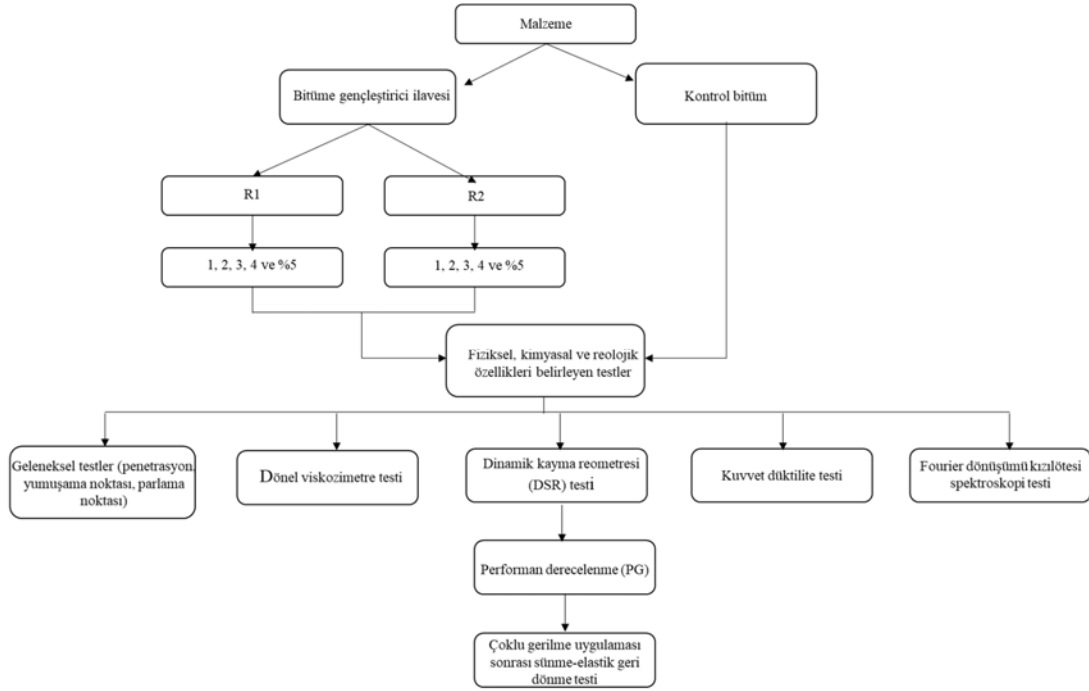 Malzeme
Bitüme gençleştirici ilavesi
Kontrol bitüm
R1
R2
1, 2, 3, 4 ve %5
1, 2, 3, 4 ve %5
Fiziksel, kimyasal ve reolojik
özellikleri belirleyen testler
Geleneksel testler (penetrasyon,
yumuşama noktası, parlama
noktası)
Dönel viskozimetre testi
Dinamik kayma reometresi
(DSR) testi
Kuvvet düktilite testi
Fourier dönüşümü kızılötesi
spektroskopi testi
Performan derecelenme (PG)
Çoklu gerilme uygulaması
sonrası sünme-elastik geri
dönme testi